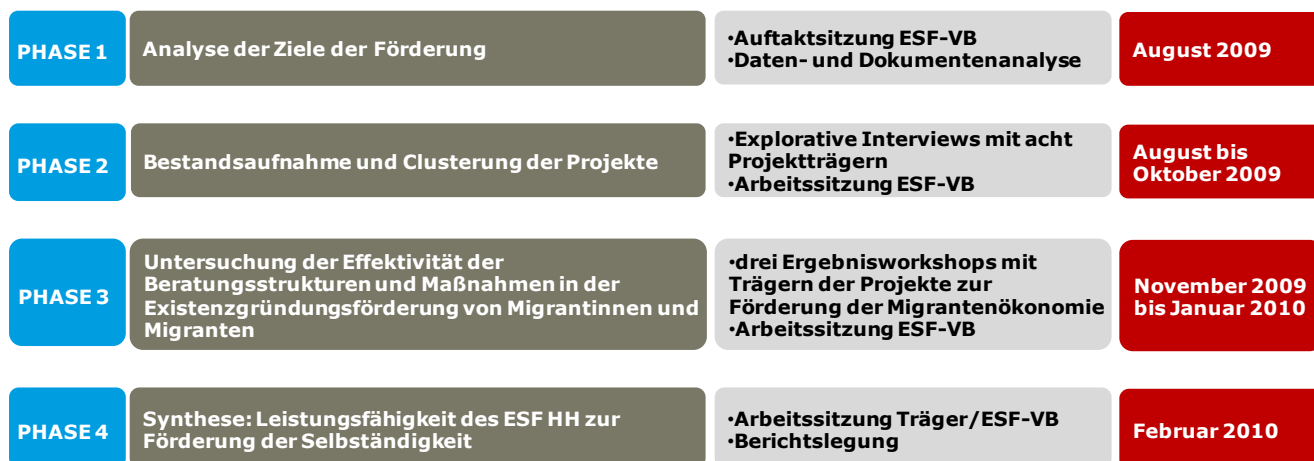 PHASE 1
Analyse der Ziele der Förderung
•Auftaktsitzung ESF-VB
•Daten- und Dokumentenanalyse
August 2009
PHASE 2
Bestandsaufnahme und Clusterung der Projekte
•Explorative Interviews mit acht
Projektträgern
•Arbeitssitzung ESF-VB
August bis
Oktober 2009
PHASE 3
Untersuchung der Effektivität der
Beratungsstrukturen und Maßnahmen in der
Existenzgründungsförderung von Migrantinnen und
Migranten
•drei Ergebnisworkshops mit
Trägern der Projekte zur
Förderung der Migrantenökonomie
•Arbeitssitzung ESF-VB
November 2009
bis Januar 2010
PHASE 4
Synthese: Leistungsfähigkeit des ESF HH zur
Förderung der Selbständigkeit
•Arbeitssitzung Träger/ESF-VB
•Berichtslegung
Februar 2010